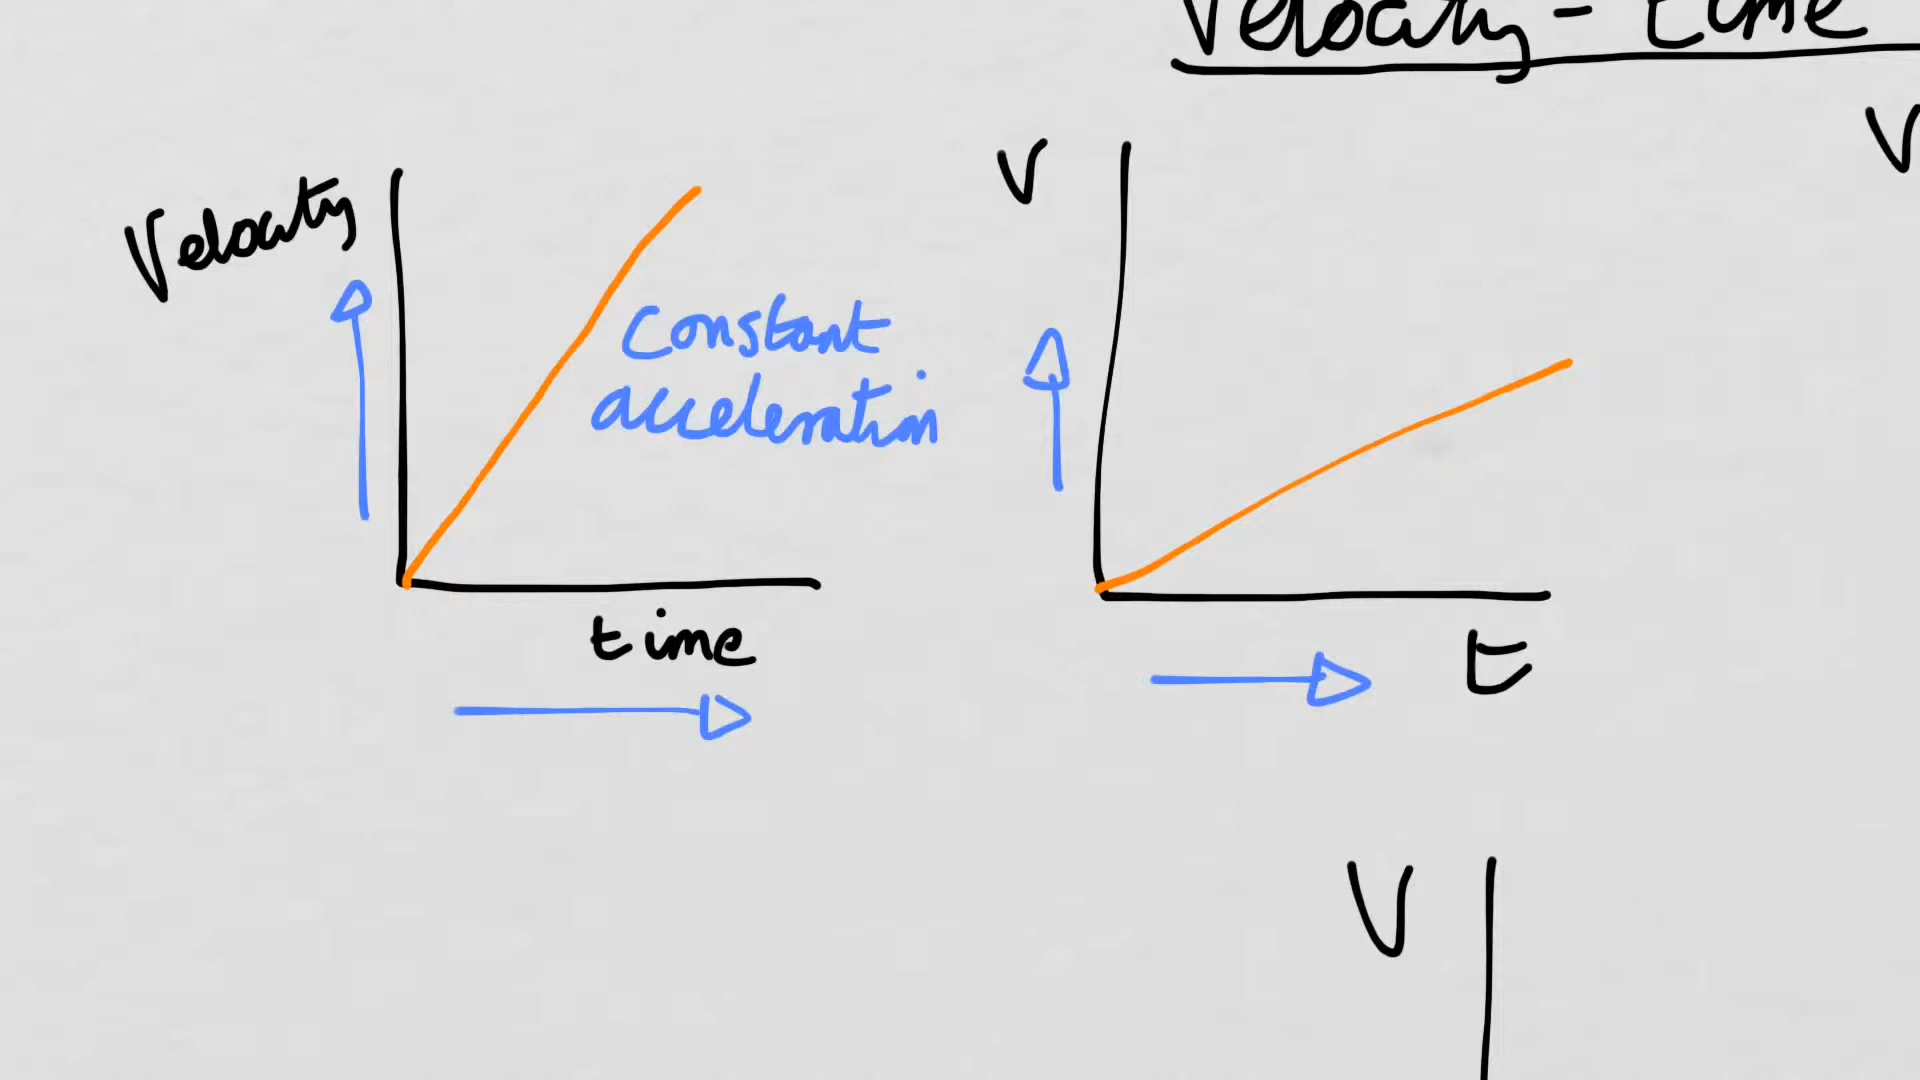 Velocity - time
Velocity
Constant
acceleration
time
V
t
V
V